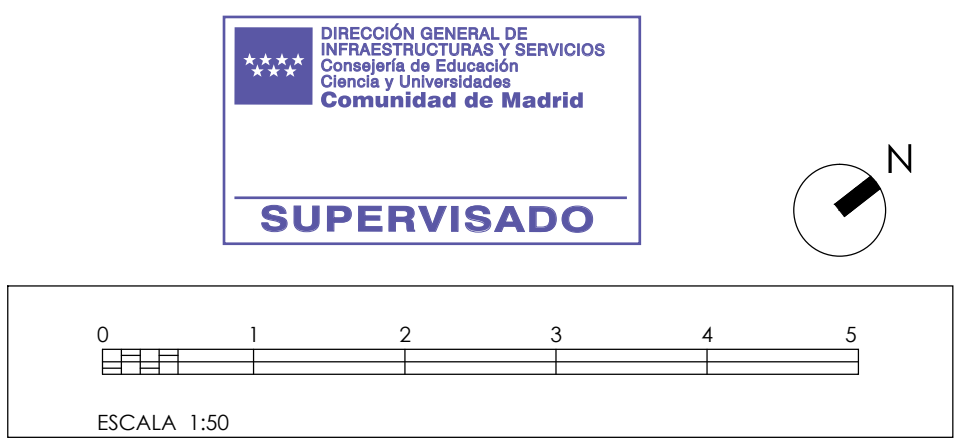 DIRECCIÓN GENERAL DE
INFRAESTRUCTURAS Y SERVICIOS
Consejería de Educación
Ciencia y Universidades
Comunidad de Madrid
SUPERVISADO
N
0 1 2 3 4 5
ESCALA 1:50